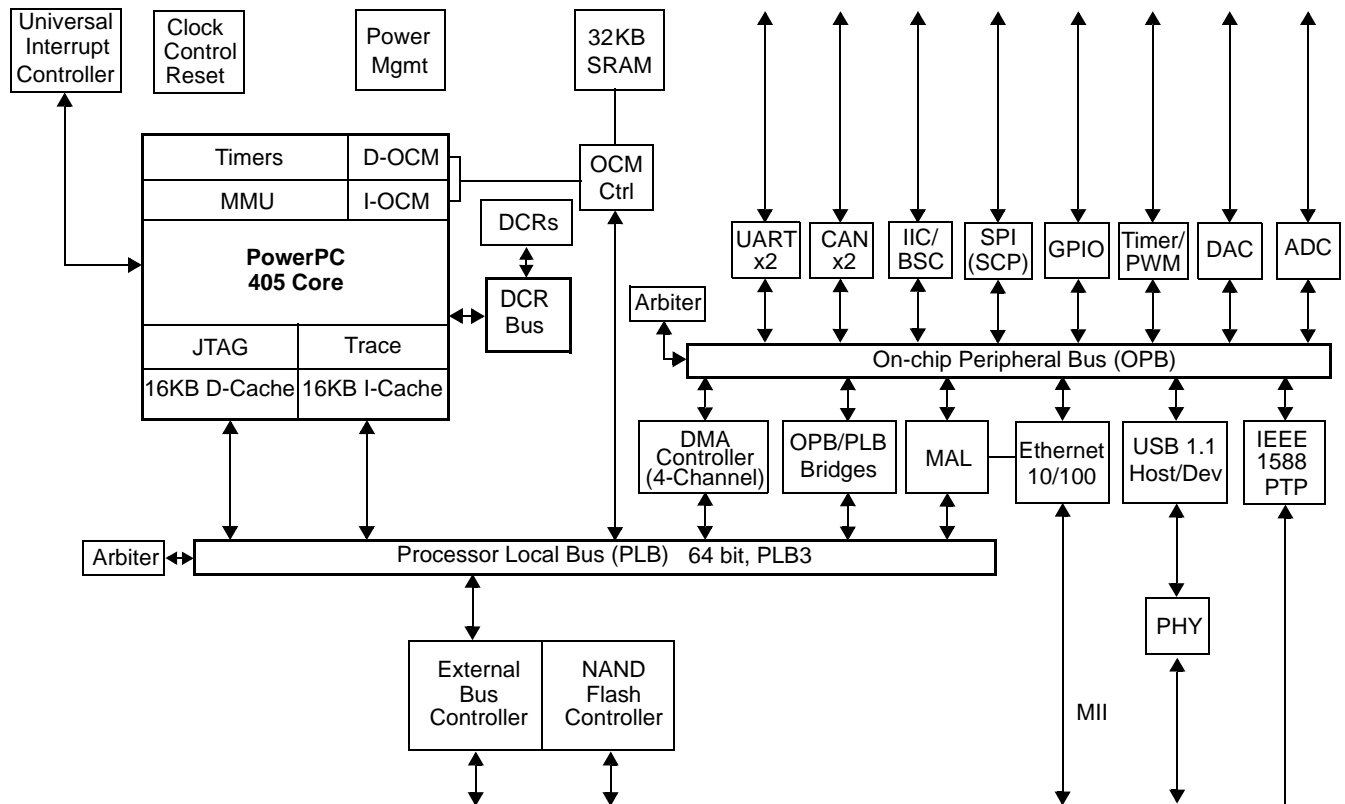 Universal
Interrupt
Controller
Clock
Control
Reset
Power
Mgmt
32KB
SRAM
Timers
D-OCM
MMU
I-OCM
PowerPC
405 Core
JTAG
Trace
16KB D-Cache
16KB I-Cache
OCM
Ctrl
DCRs
DCR
Bus
UART
x2
CAN
x2
IIC/
BSC
SPI
(SCP)
GPIO
Timer/
PWM
DAC
ADC
Arbiter
On-chip Peripheral Bus (OPB)
DMA
Controller
(4-Channel)
OPB/PLB
Bridges
MAL
Ethernet
10/100
USB 1.1
Host/Dev
IEEE
1588
PTP
Arbiter
Processor Local Bus (PLB) 64 bit, PLB3
PHY
External
Bus
Controller
NAND
Flash
Controller
MII